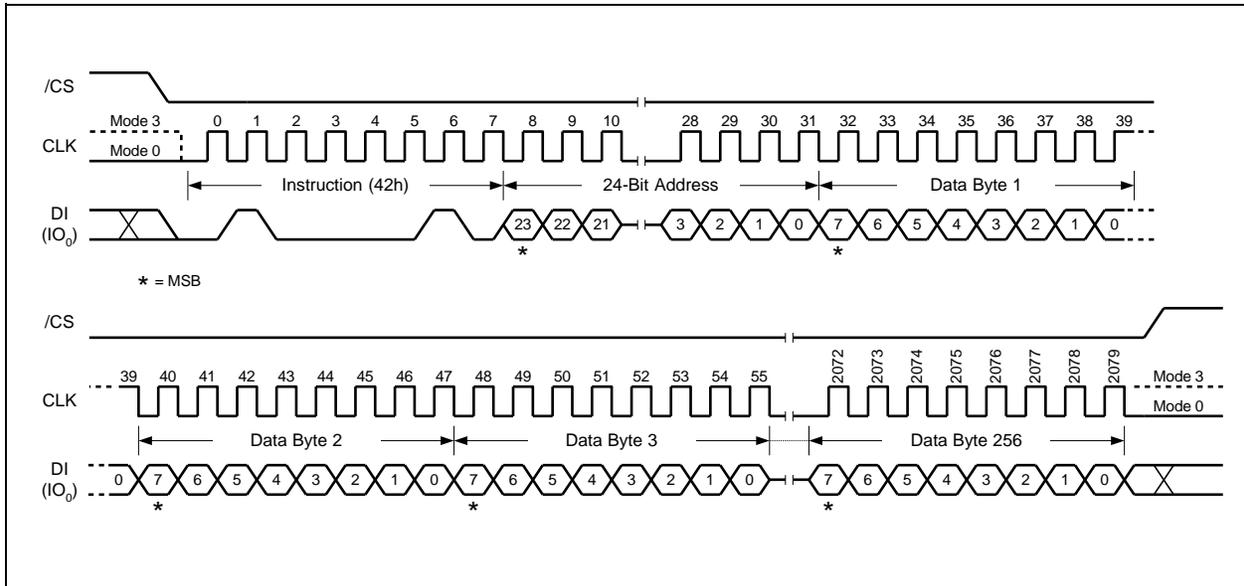 /CS
Mode 3 0 1 2 3 4 5 6 7 8 9 10 28 29 30 31 32 33 34 35 36 37 38 39
CLK
Mode 0
Instruction (42h) 24-Bit Address Data Byte 1
DI
(IO0) 23 22 21 3 2 1 0 7 6 5 4 3 2 1 0
* *
* = MSB
/CS
39 40 41 42 43 44 45 46 47 48 49 50 51 52 53 54 55 2072 2073 2074 2075 2076 2077 2078 2079 Mode 3
CLK
Mode 0
Data Byte 2 Data Byte 3 Data Byte 256
DI
(IO0) 0 7 6 5 4 3 2 1 0 7 6 5 4 3 2 1 0 7 6 5 4 3 2 1 0
* * *